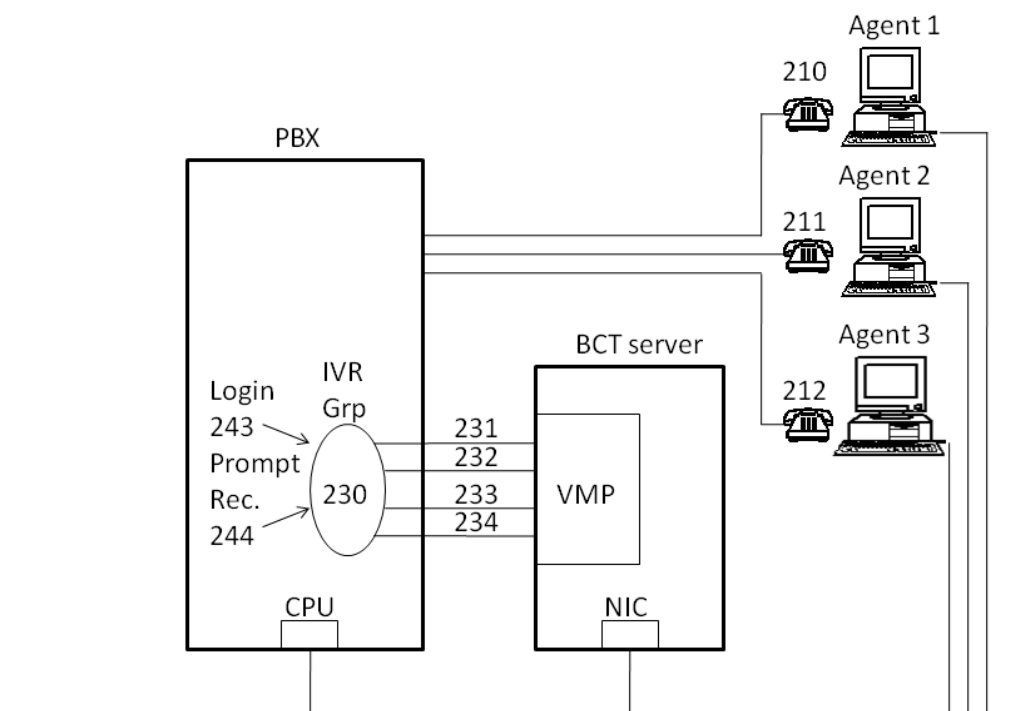 Agent 1
210
PBX
Agent 2
211
Agent 3
212
BCT server
IVR
Grp
Login
243
Prompt
Rec.
244
230
231
232
233
234
VMP
CPU
NIC